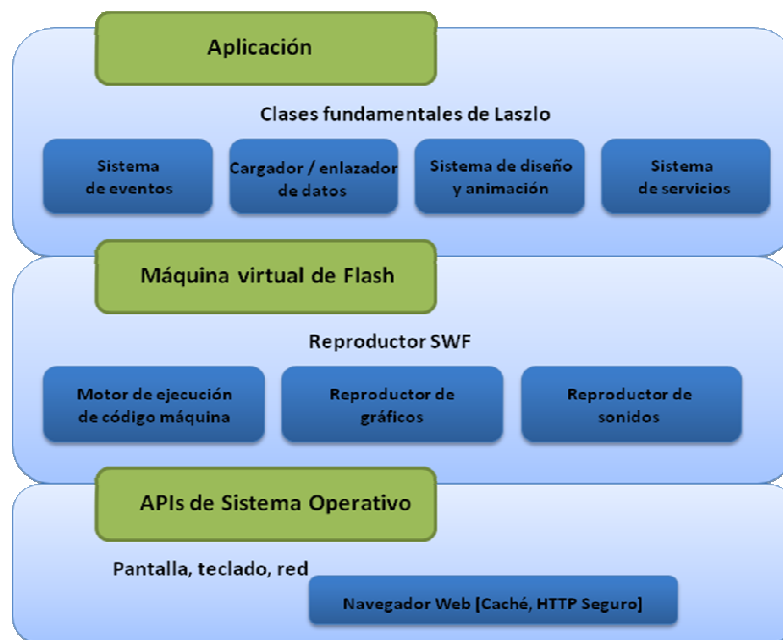 Aplicación
Clases fundamentales de Laszlo
Sistema
de eventos
Cargador / enlazador
de datos
Sistema de diseño
y animación
Sistema
de servicios
Máquina virtual de Flash
Reproductor SWF
Motor de ejecución
de código máquina
Reproductor de
gráficos
Reproductor de
sonidos
APIs de Sistema Operativo
Pantalla, teclado, red
Navegador Web [Caché, HTTP Seguro]